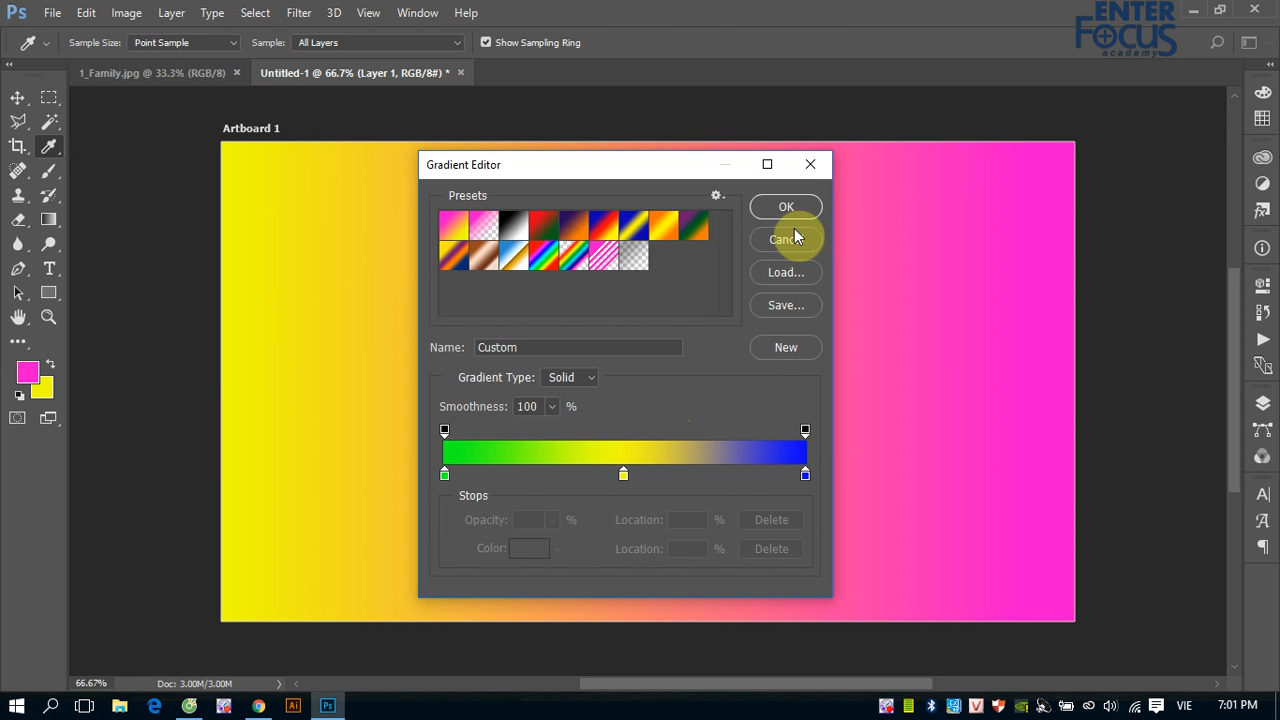 Ps File Edit Image Layer Type Select Filter 3D View Window Help
ENTER
FOCUS
academy
Sample Size: Point Sample Sample: All Layers Show Sampling Ring
1_Family.jpg @ 33.3% (RGB/8) × Untitled-1 @ 66.7% (Layer 1, RGB/8#) * ×
Artboard 1
Gradient Editor
Presets
OK
Cancel
Load...
Save...
Name: Custom New
Gradient Type: Solid
Smoothness: 100 %
Stops
Opacity: % Location: % Delete
Color: Location: % Delete
66.67% Doc: 3.00M/3.00M
Ai Ps VIE 7:01 PM